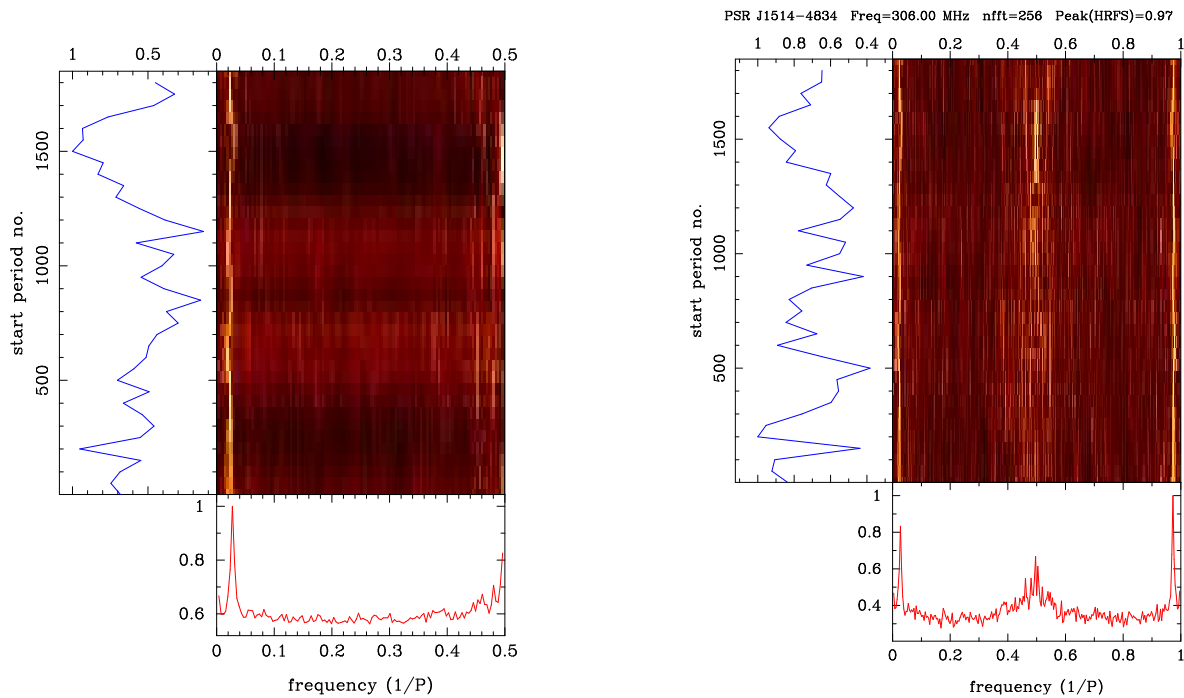 PSR J1514−4834 Freq=306.00 MHz nfft=256 Peak(HRFS)=0.97
1 0.5
0 0.1 0.2 0.3 0.4 0.5
start period no.
500 1000 1500
1
0.8
0.6
0 0.1 0.2 0.3 0.4 0.5
frequency (1/P)
1 0.8 0.6 0.4
0 0.2 0.4 0.6 0.8 1
start period no.
500 1000 1500
1
0.8
0.6
0.4
0 0.2 0.4 0.6 0.8 1
frequency (1/P)